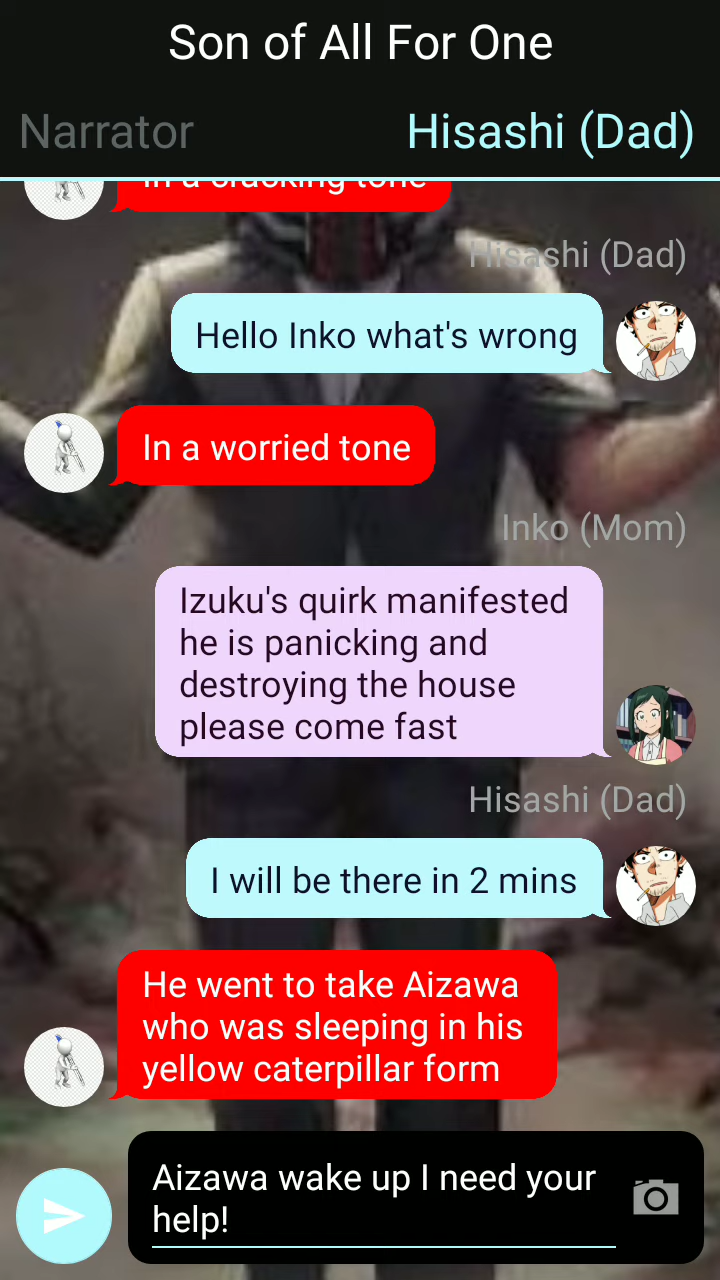 Son of All For One
Narrator
Hisashi (Dad)
In a cracking tone
Hisashi (Dad)
Hello Inko what's wrong
In a worried tone
Inko (Mom)
Izuku's quirk manifested
he is panicking and
destroying the house
please come fast
Hisashi (Dad)
I will be there in 2 mins
He went to take Aizawa
who was sleeping in his
yellow caterpillar form
Aizawa wake up I need your
help!